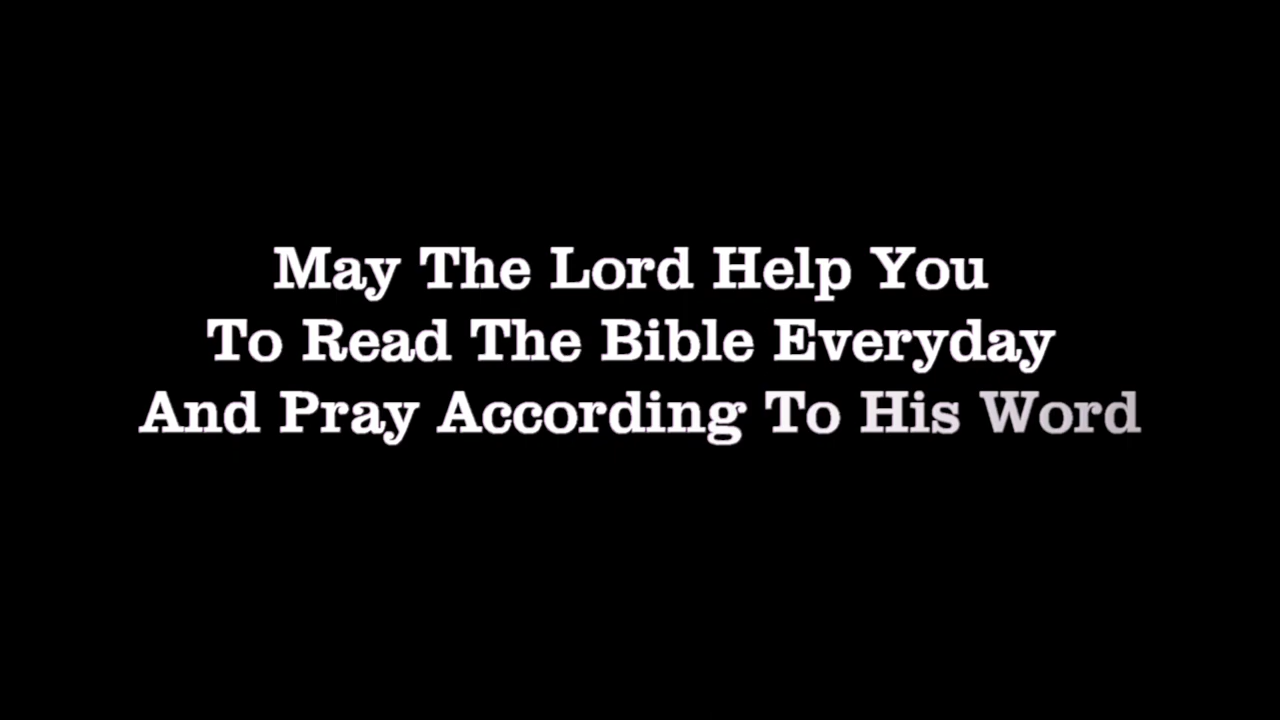 May The Lord Help You
To Read The Bible Everyday
And Pray According To His Word